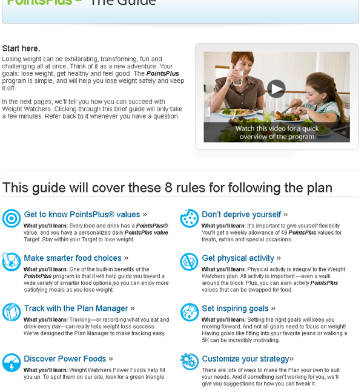 PointsPlus® The Guide
Start here.
Losing weight can be exhilarating, transforming, fun and
challenging all at once. Think of it as a new adventure. Your
goals: lose weight, get healthy and feel good. The PointsPlus
program is simple, and will help you lose weight safely and keep
it off.
In the next pages, we'll tell you how you can succeed with
Weight Watchers. Clicking through this brief guide will only take
a few minutes. Refer back to it whenever you have a question.
Watch this video for a quick
overview of the program
This guide will cover these 8 rules for following the plan
Get to know PointsPlus® values »
What you'll learn: Every food and drink has a PointsPlus®
value, and you have a personalized daily PointsPlus value
Target. Stay within your Target to lose weight.
Don't deprive yourself »
What you'll learn: It's important to give yourself flexibility.
You'll get a weekly allowance of 49 PointsPlus values for
treats, extras and special occasions.
Make smarter food choices »
What you'll learn: One of the built-in benefits of the
PointsPlus program is that it will help guide you toward a
wide variety of smarter food options, so you can enjoy more
satisfying meals as you lose weight.
Get physical activity »
What you'll learn: Physical activity is integral to the Weight
Watchers plan. All activity is important —even a walk
around the block. Plus, you can earn activity PointsPlus
values that can be swapped for food.
Track with the Plan Manager »
What you'll learn: Tracking—or recording what you eat and
drink every day—can really help weight loss success.
We've designed the Plan Manager to make tracking easy.
Set inspiring goals »
What you'll learn: Setting the right goals will keep you
moving forward. And not all goals need to focus on weight!
Having goals like fitting into your favorite jeans or walking a
5K can be incredibly motivating.
Discover Power Foods »
What you'll learn: Weight Watchers Power Foods help fill
you up. To spot them on our site, look for a green triangle.
Customize your strategy»
There are lots of ways to make the Plan your own to suit
your needs. And if something isn't working for you, we'll
give you suggestions for how you can tweak it.